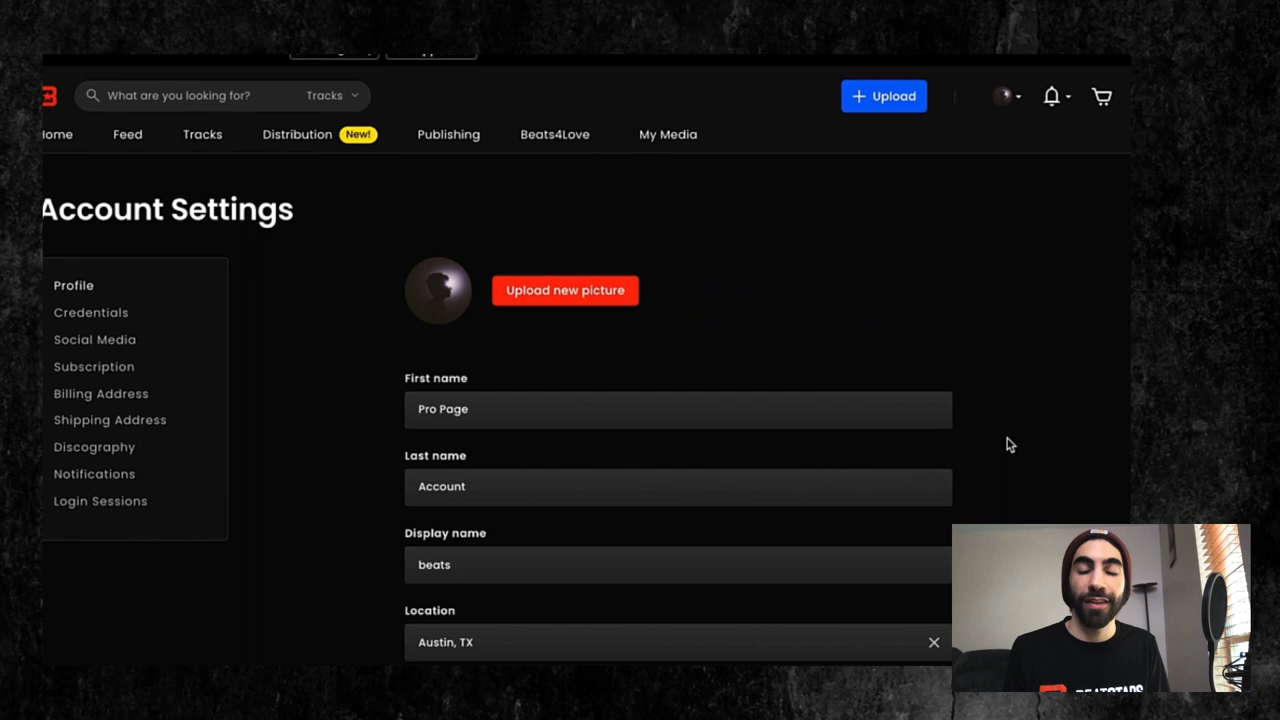 What are you looking for? Tracks
+ Upload
Home Feed Tracks Distribution New! Publishing Beats4Love My Media
Account Settings
Profile
Credentials
Social Media
Subscription
Billing Address
Shipping Address
Discography
Notifications
Login Sessions
Upload new picture
First name
Pro Page
Last name
Account
Display name
beats
Location
Austin, TX
BEATSTARS